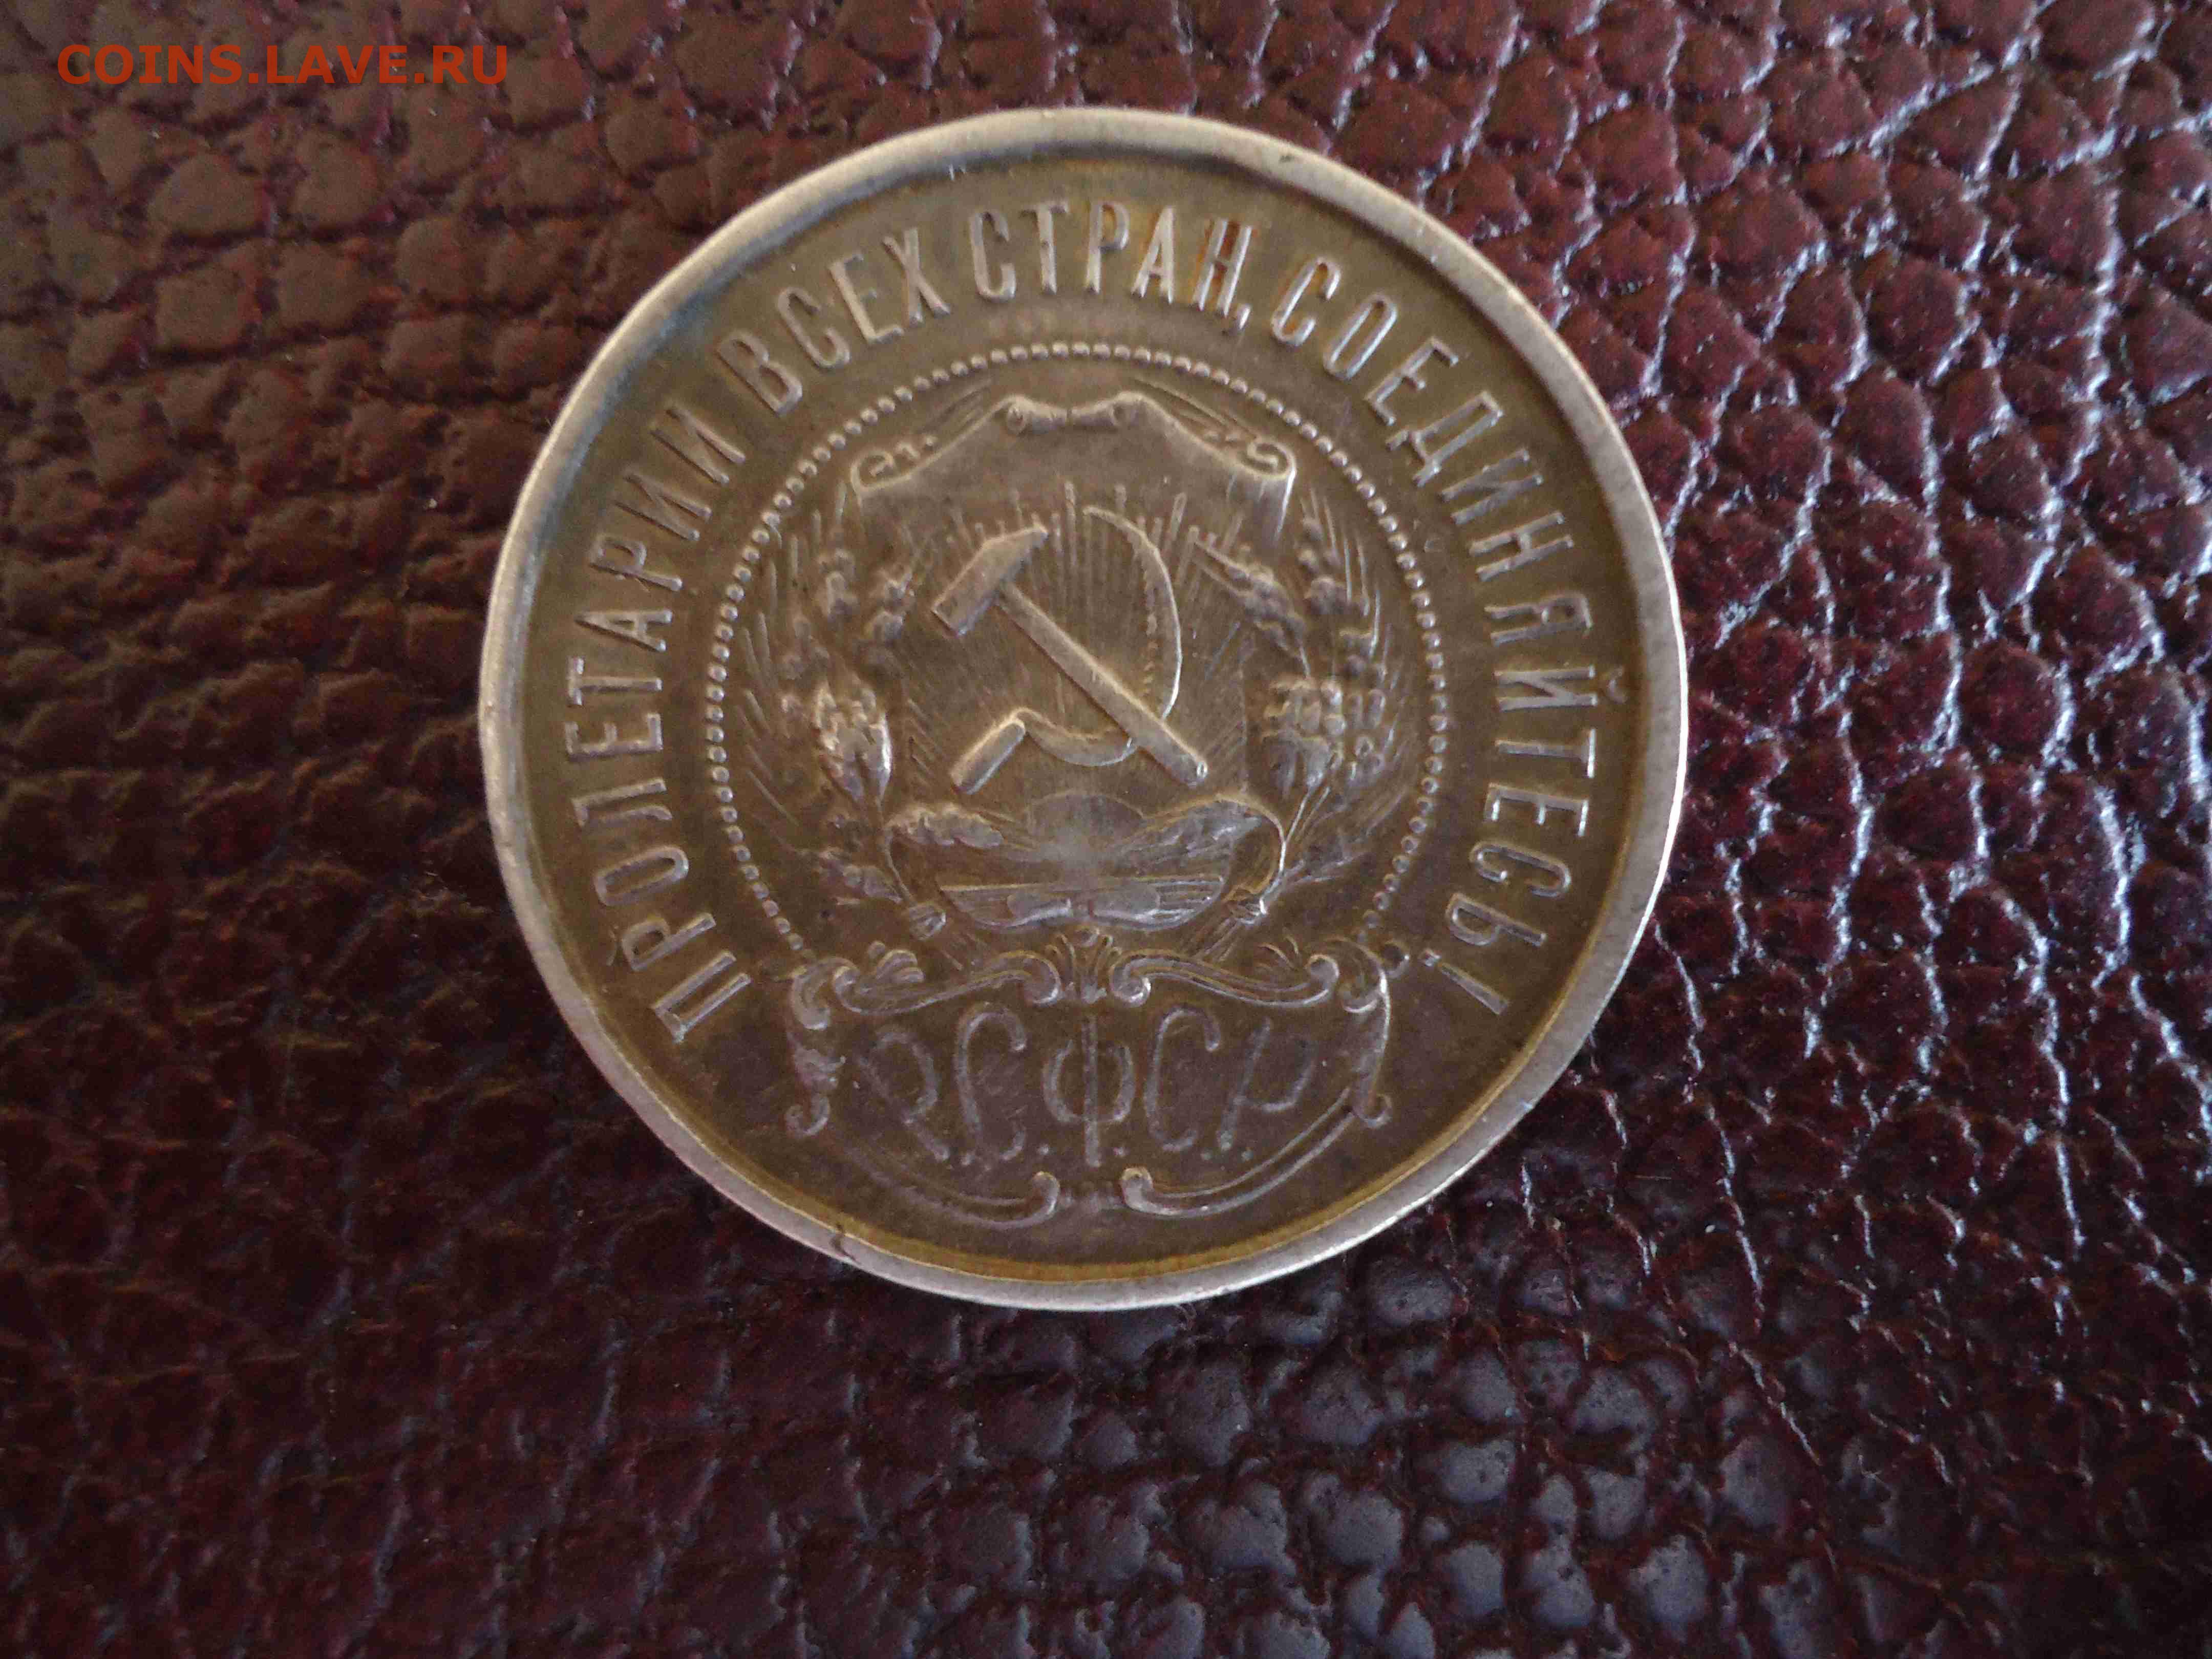 COINS.LAVE.RU
ПРОЛЕТАРИИ ВСЕХ СТРАН, СОЕДИНЯЙТЕСЬ!
Р.С.Ф.С.Р.